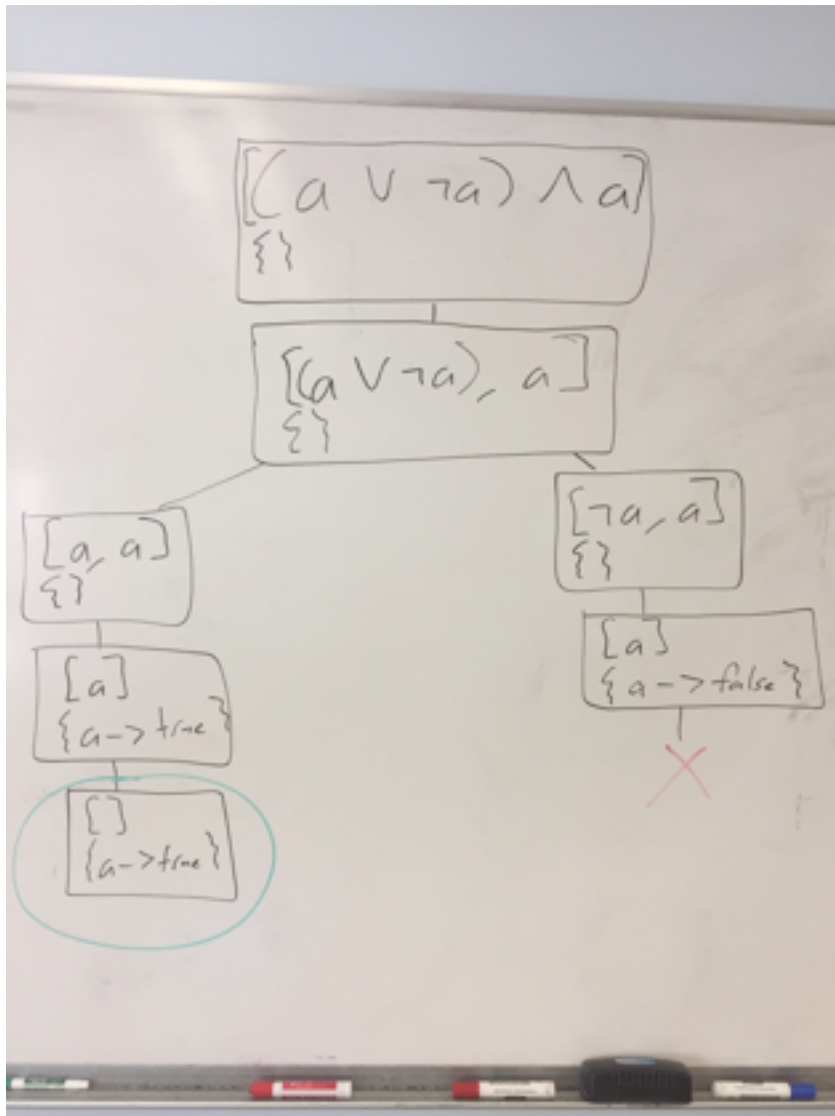 [(a ∨ ¬a) ∧ a]
{}
[(a ∨ ¬a), a]
{}
[a, a]
{}
[a]
{a->true}
[]
{a->true}
[¬a, a]
{}
[a]
{a->false}